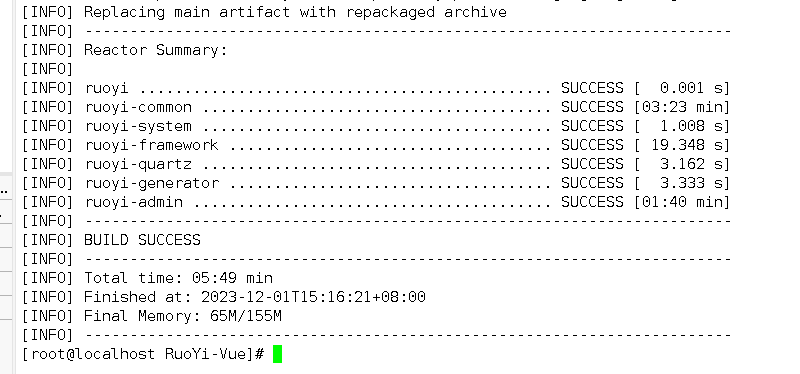 [INFO] Replacing main artifact with repackaged archive
[INFO] ------------------------------------------------------------------------
[INFO] Reactor Summary:
[INFO]
[INFO] ruoyi .............................................. SUCCESS [  0.001 s]
[INFO] ruoyi-common ....................................... SUCCESS [03:23 min]
[INFO] ruoyi-system ....................................... SUCCESS [  1.008 s]
[INFO] ruoyi-framework .................................... SUCCESS [ 19.348 s]
[INFO] ruoyi-quartz ....................................... SUCCESS [  3.162 s]
[INFO] ruoyi-generator .................................... SUCCESS [  3.333 s]
[INFO] ruoyi-admin ........................................ SUCCESS [01:40 min]
[INFO] ------------------------------------------------------------------------
[INFO] BUILD SUCCESS
[INFO] ------------------------------------------------------------------------
[INFO] Total time: 05:49 min
[INFO] Finished at: 2023-12-01T15:16:21+08:00
[INFO] Final Memory: 65M/155M
[INFO] ------------------------------------------------------------------------
[root@localhost RuoYi-Vue]#